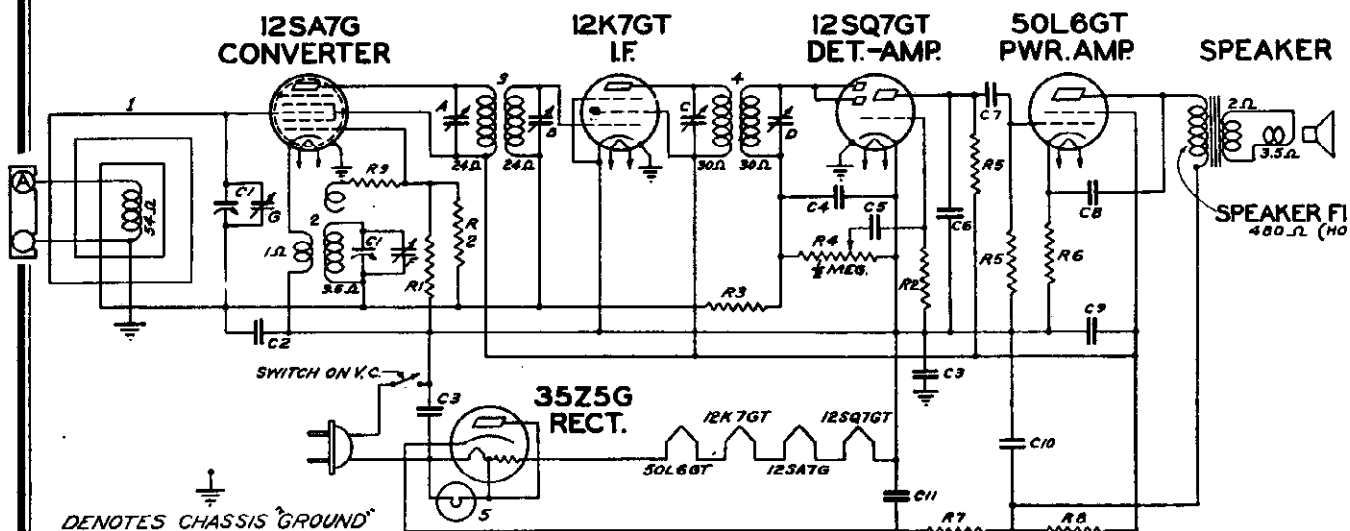 12SA7G
CONVERTER
12K7GT
I.F.
12SQ7GT
DET.-AMP.
50L6GT
PWR. AMP.
SPEAKER
1
A
54Ω
C1
G
R9
2
1Ω
C1
F
9.6Ω
R1
R
2
A
3
B
24Ω
24Ω
C
4
D
30Ω
30Ω
C4
C5
R4
½ MEG.
R2
R3
C6
R5
C7
R5
R6
C8
2Ω
3.5Ω
SPEAKER FI
480Ω (HO
C2
C9
C3
SWITCH ON V.C.
C3
35Z5G
RECT.
5
12K7GT
12SQ7GT
50L6GT
12SA7G
C10
C11
R7
R8
DENOTES CHASSIS "GROUND"